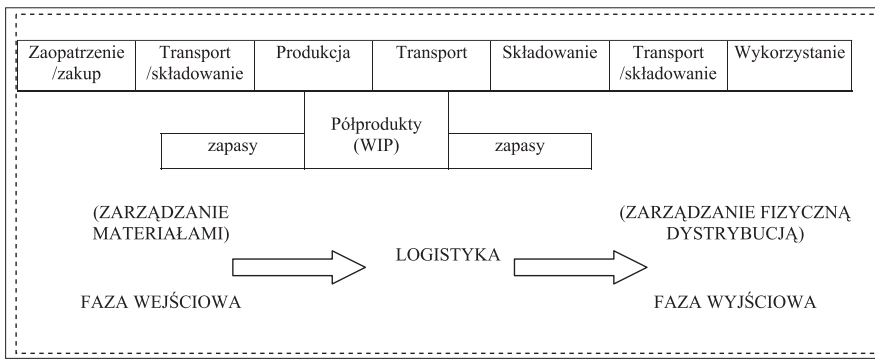 Zaopatrzenie
/zakup
Transport
/składowanie
Produkcja
Transport
Składowanie
Transport
/składowanie
Wykorzystanie
zapasy
Półprodukty
(WIP)
zapasy
(ZARZĄDZANIE
MATERIAŁAMI)
(ZARZĄDZANIE FIZYCZNĄ
DYSTRYBUCJĄ)
LOGISTYKA
FAZA WEJŚCIOWA
FAZA WYJŚCIOWA